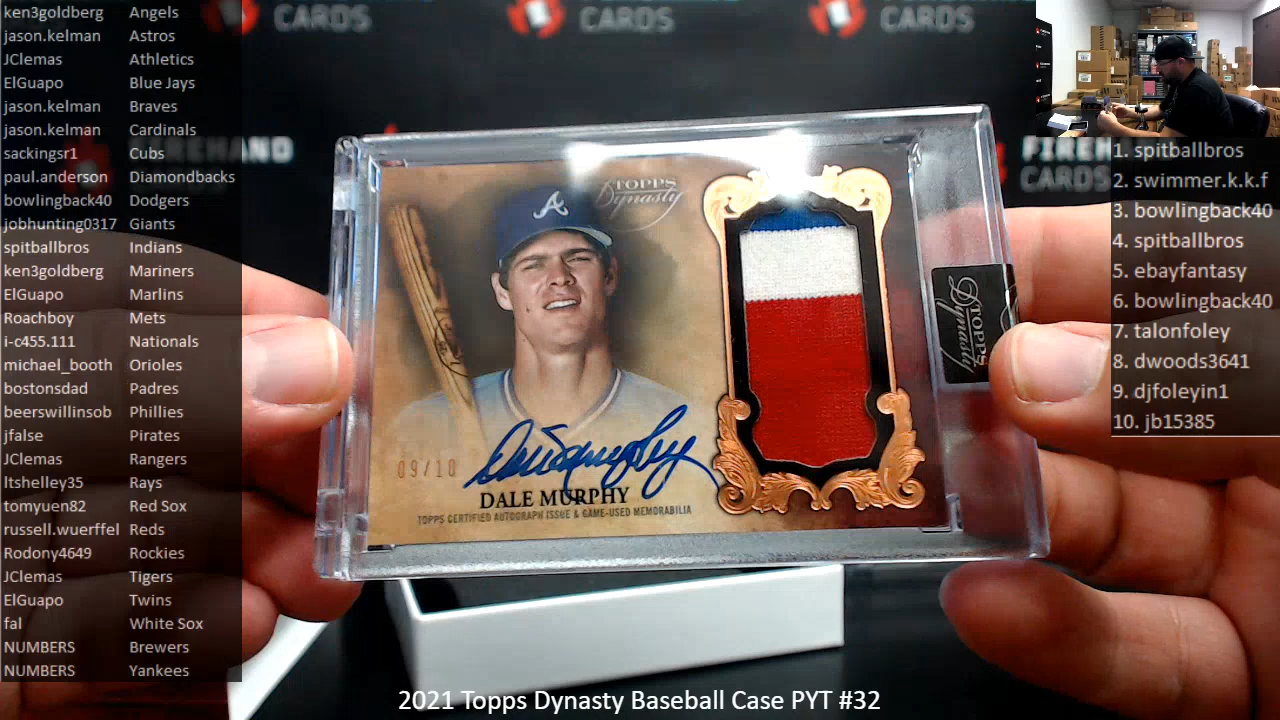 ken3goldberg Angels
jason.kelman Astros
JClemas Athletics
ElGuapo Blue Jays
jason.kelman Braves
jason.kelman Cardinals
sackingsr1 Cubs
paul.anderson Diamondbacks
bowlingback40 Dodgers
jobhunting0317 Giants
spitballbros Indians
ken3goldberg Mariners
ElGuapo Marlins
Roachboy Mets
i-c455.111 Nationals
michael_booth Orioles
bostonsdad Padres
beerswillinsob Phillies
jfalse Pirates
JClemas Rangers
ltshelley35 Rays
tomyuen82 Red Sox
russell.wuerffel Reds
Rodony4649 Rockies
JClemas Tigers
ElGuapo Twins
fal White Sox
NUMBERS Brewers
NUMBERS Yankees
CARDS
CARDS
CARDS
FIREHAND
CARDS
TOPPS
Dynasty
A
09/10
Dale Murphy
DALE MURPHY
TOPPS CERTIFIED AUTOGRAPH ISSUE & GAME-USED MEMORABILIA
TOPPS
Dynasty
1. spitballbros
2. swimmer.k.k.f
3. bowlingback40
4. spitballbros
5. ebayfantasy
6. bowlingback40
7. talonfoley
8. dwoods3641
9. djfoleyin1
10. jb15385
2021 Topps Dynasty Baseball Case PYT #32